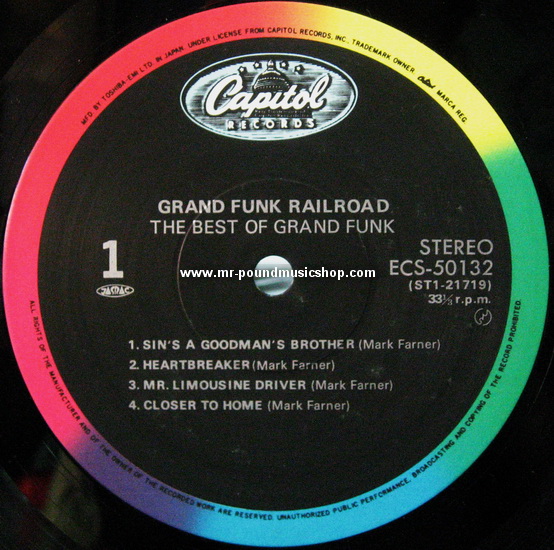 MFD. BY TOSHIBA-EMI LTD. IN JAPAN. UNDER LICENSE FROM CAPITOL RECORDS, INC., TRADEMARK OWNER. Capitol MARCA REG.
Capitol
RECORDS
GRAND FUNK RAILROAD
THE BEST OF GRAND FUNK
1
STEREO
www.mr-poundmusicshop.com
ECS-50132
JASRAC
(ST1-21719)
33⅓ r.p.m.
1. SIN'S A GOODMAN'S BROTHER (Mark Farner)
2. HEARTBREAKER (Mark Farner)
3. MR. LIMOUSINE DRIVER (Mark Farner)
4. CLOSER TO HOME (Mark Farner)
ALL RIGHTS OF THE MANUFACTURER AND OF THE OWNER OF THE RECORDED WORK ARE RESERVED. UNAUTHORIZED PUBLIC PERFORMANCE, BROADCASTING AND COPYING OF THE RECORD PROHIBITED.